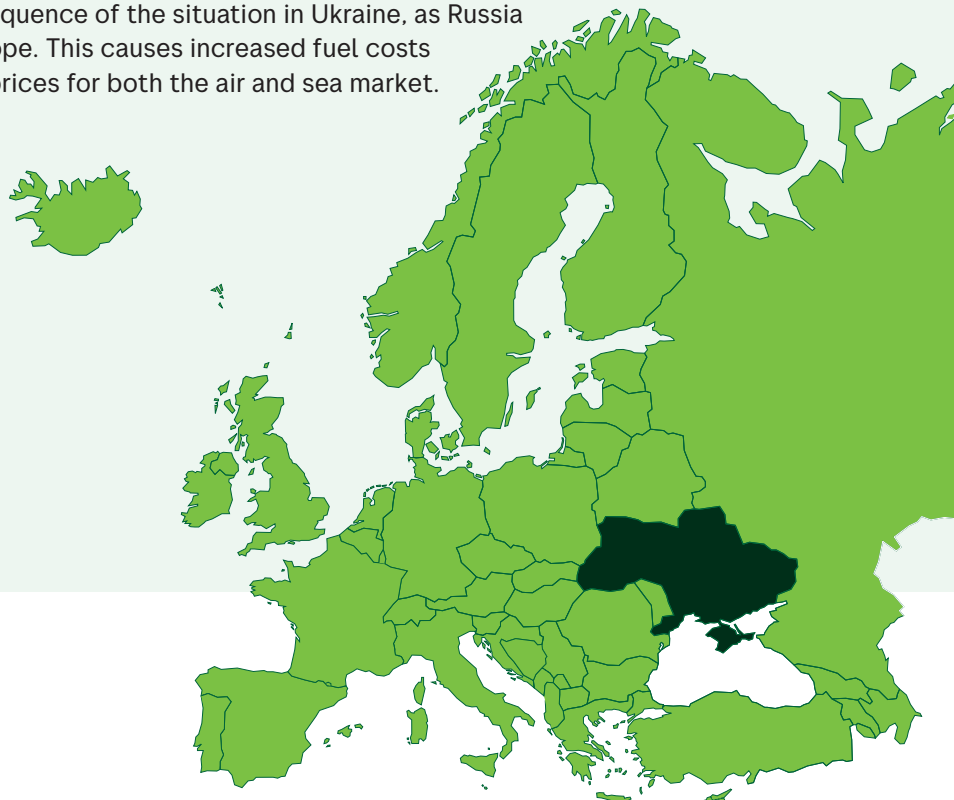 quence of the situation in Ukraine, as Russia
ope. This causes increased fuel costs
prices for both the air and sea market.